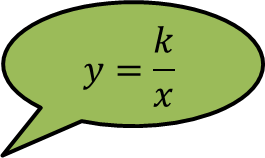 y = k/x